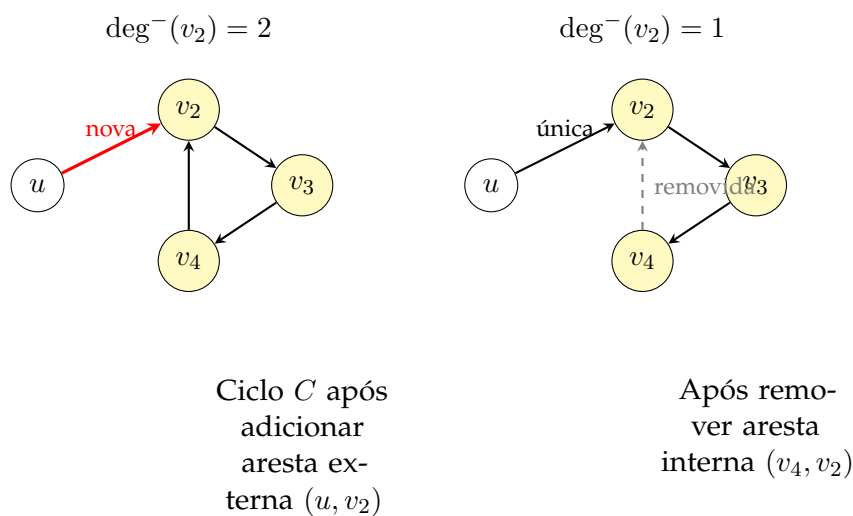 deg⁻(v₂) = 2
nova
u
v₂
v₃
v₄
Ciclo C após
adicionar
aresta ex-
terna (u, v₂)
deg⁻(v₂) = 1
única
u
v₂
removida
v₃
v₄
Após remo-
ver aresta
interna (v₄, v₂)